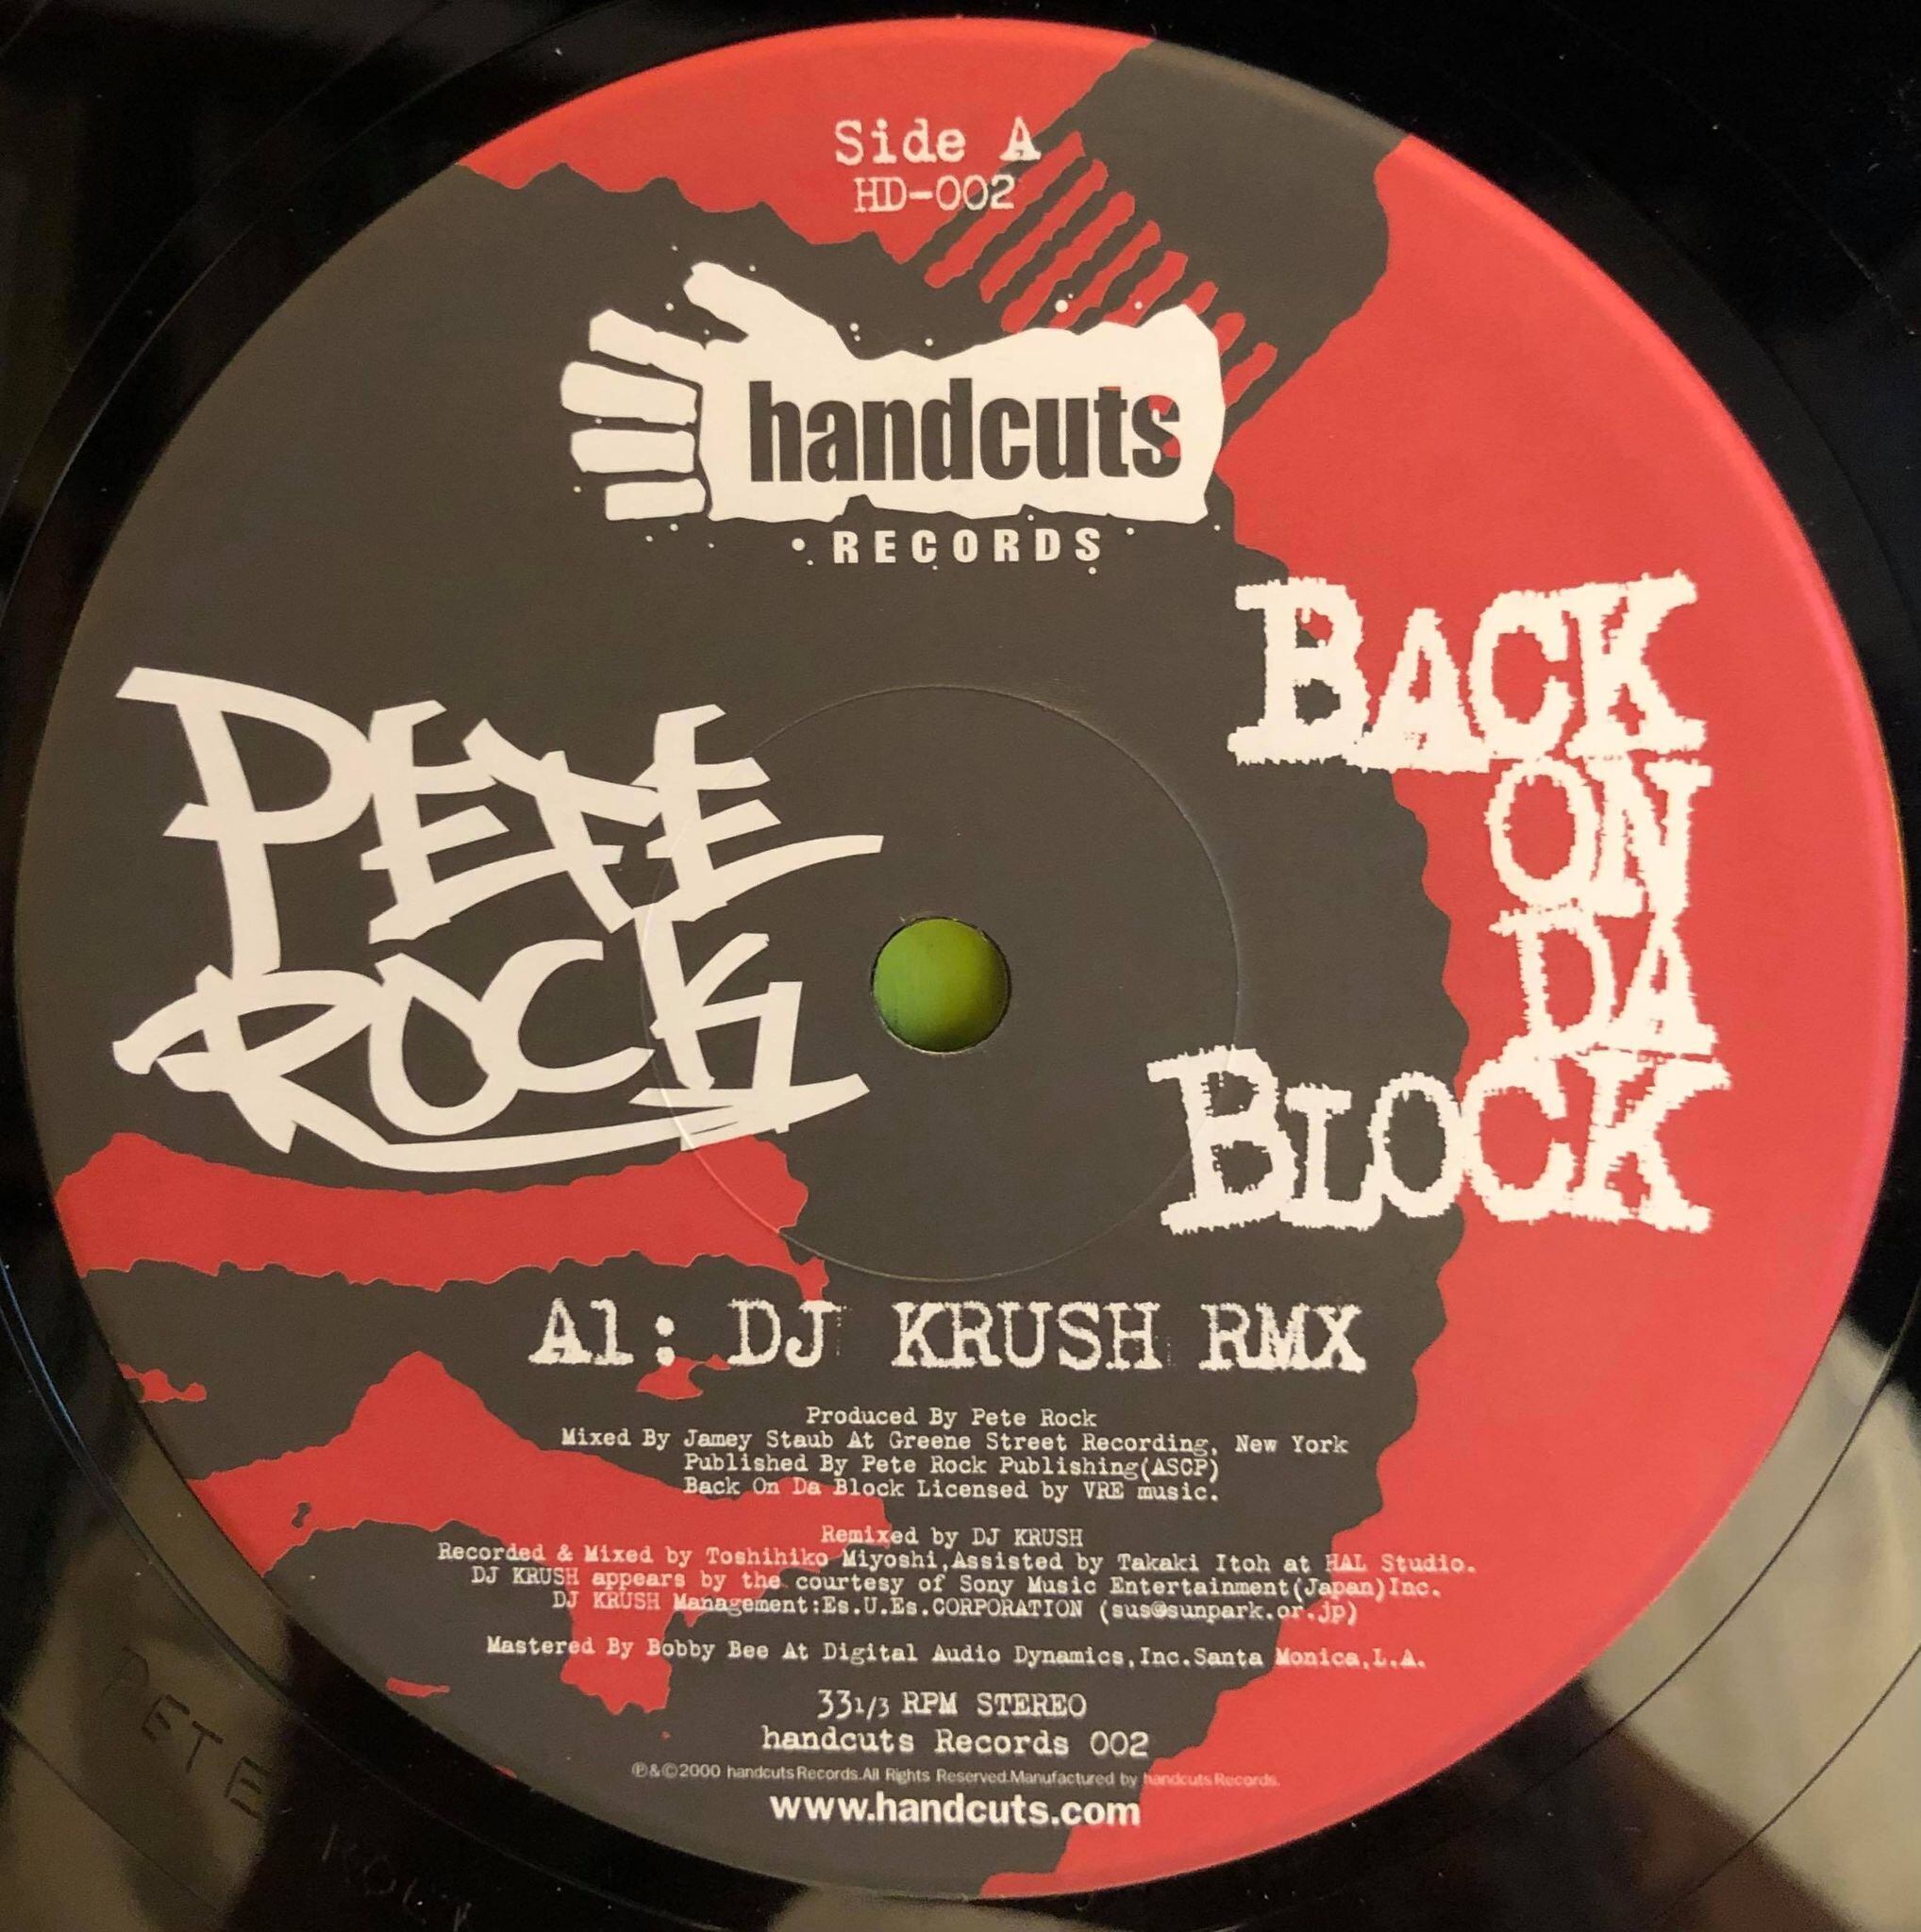 Side A
HD-002
handcuts
RECORDS
PETE
ROCK
BACK
ON
DA
BLOCK
A1: DJ KRUSH RMX
Produced By Pete Rock
Mixed By Jamey Staub At Greene Street Recording, New York
Published By Pete Rock Publishing(ASCP)
Back On Da Block Licensed by VRE music.
Remixed by DJ KRUSH
Recorded & Mixed by Toshihiko Miyoshi,Assisted by Takaki Itoh at HAL Studio.
DJ KRUSH appears by the courtesy of Sony Music Entertainment(Japan)Inc.
DJ KRUSH Management:Es.U.Es.CORPORATION (sus@sunpark.or.jp)
Mastered By Bobby Bee At Digital Audio Dynamics,Inc.Santa Monica,L.A.
33 1/3 RPM STEREO
handcuts Records 002
℗&©2000 handcuts Records.All Rights Reserved.Manufactured by handcuts Records.
www.handcuts.com
PETE